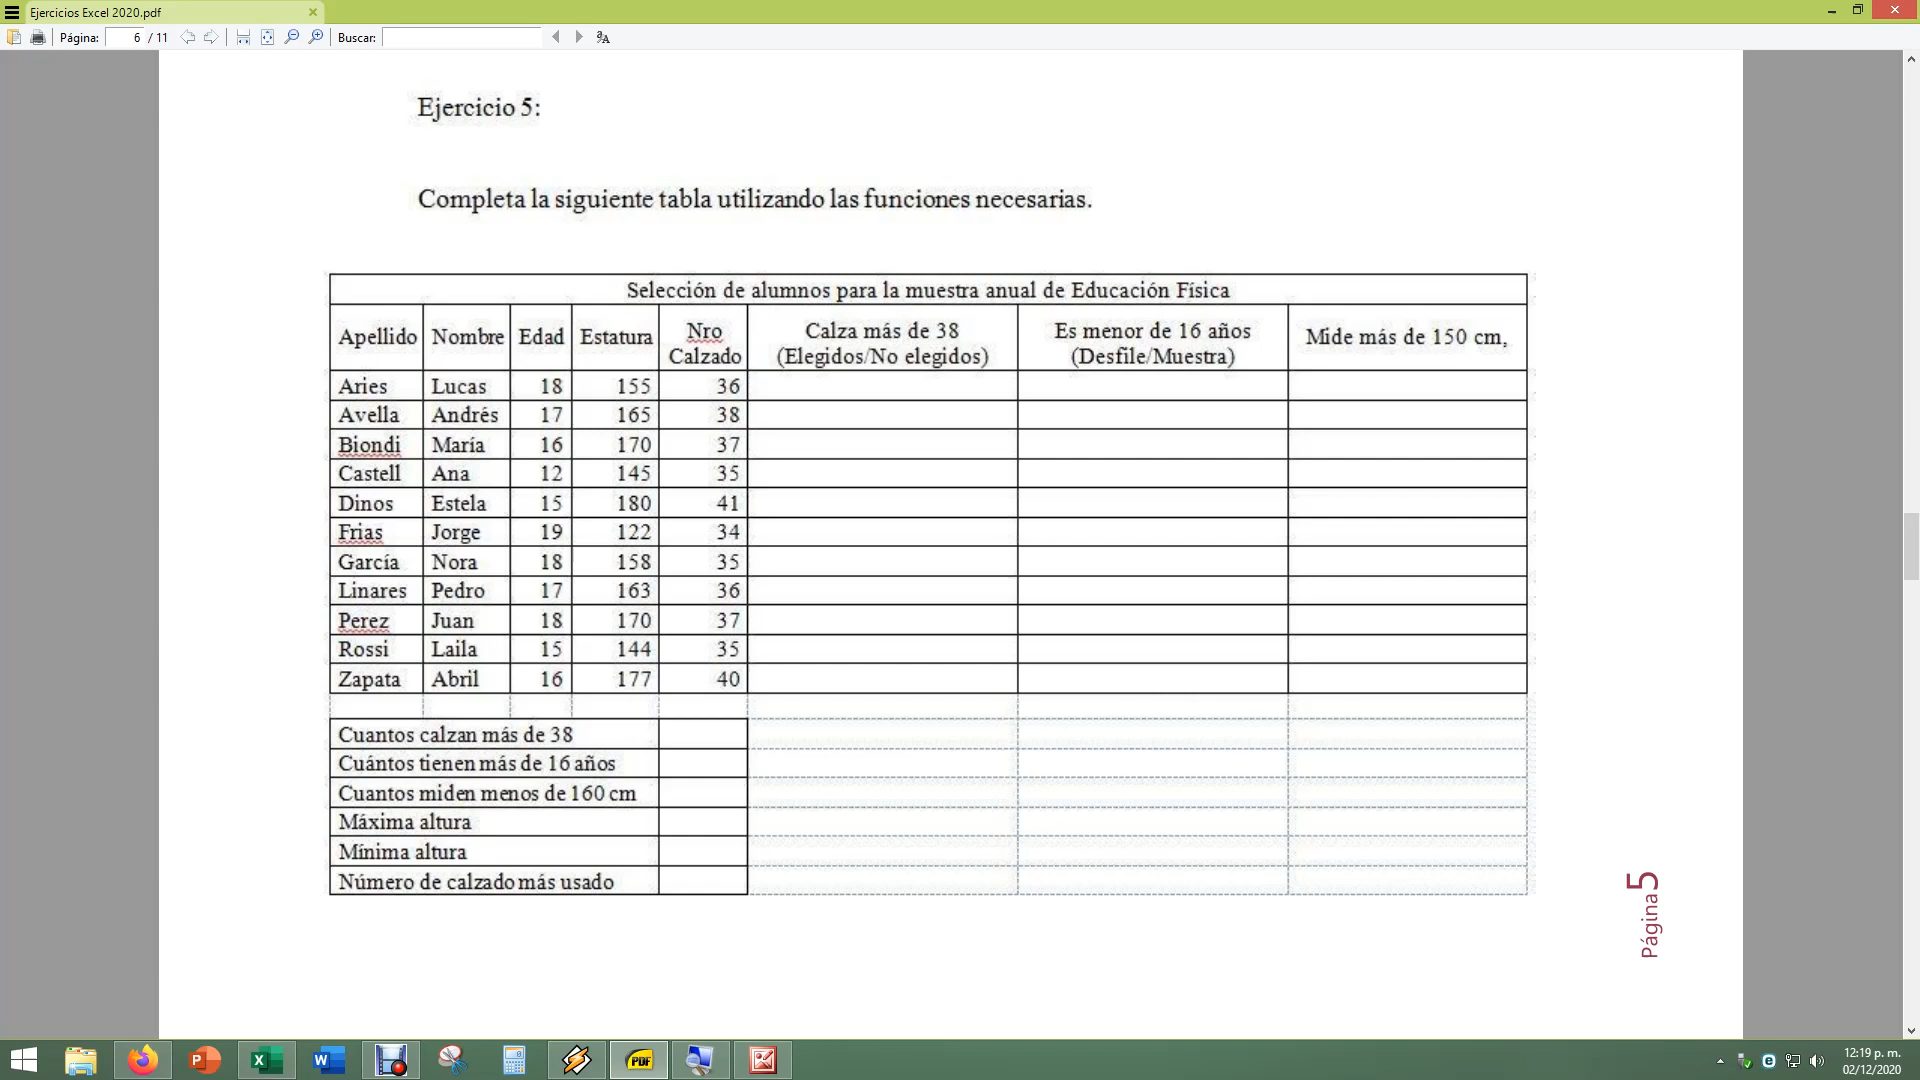 Ejercicios Excel 2020.pdf
Página: 6 / 11 Buscar:
Ejercicio 5:
Completa la siguiente tabla utilizando las funciones necesarias.
Selección de alumnos para la muestra anual de Educación Física
Apellido Nombre Edad Estatura Nro Calzado Calza más de 38 (Elegidos/No elegidos) Es menor de 16 años (Desfile/Muestra) Mide más de 150 cm,
Aries Lucas 18 155 36
Avella Andrés 17 165 38
Biondi María 16 170 37
Castell Ana 12 145 35
Dinos Estela 15 180 41
Frias Jorge 19 122 34
García Nora 18 158 35
Linares Pedro 17 163 36
Perez Juan 18 170 37
Rossi Laila 15 144 35
Zapata Abril 16 177 40
Cuantos calzan más de 38
Cuántos tienen más de 16 años
Cuantos miden menos de 160 cm
Máxima altura
Mínima altura
Número de calzado más usado
Página 5
12:19 p. m.
02/12/2020